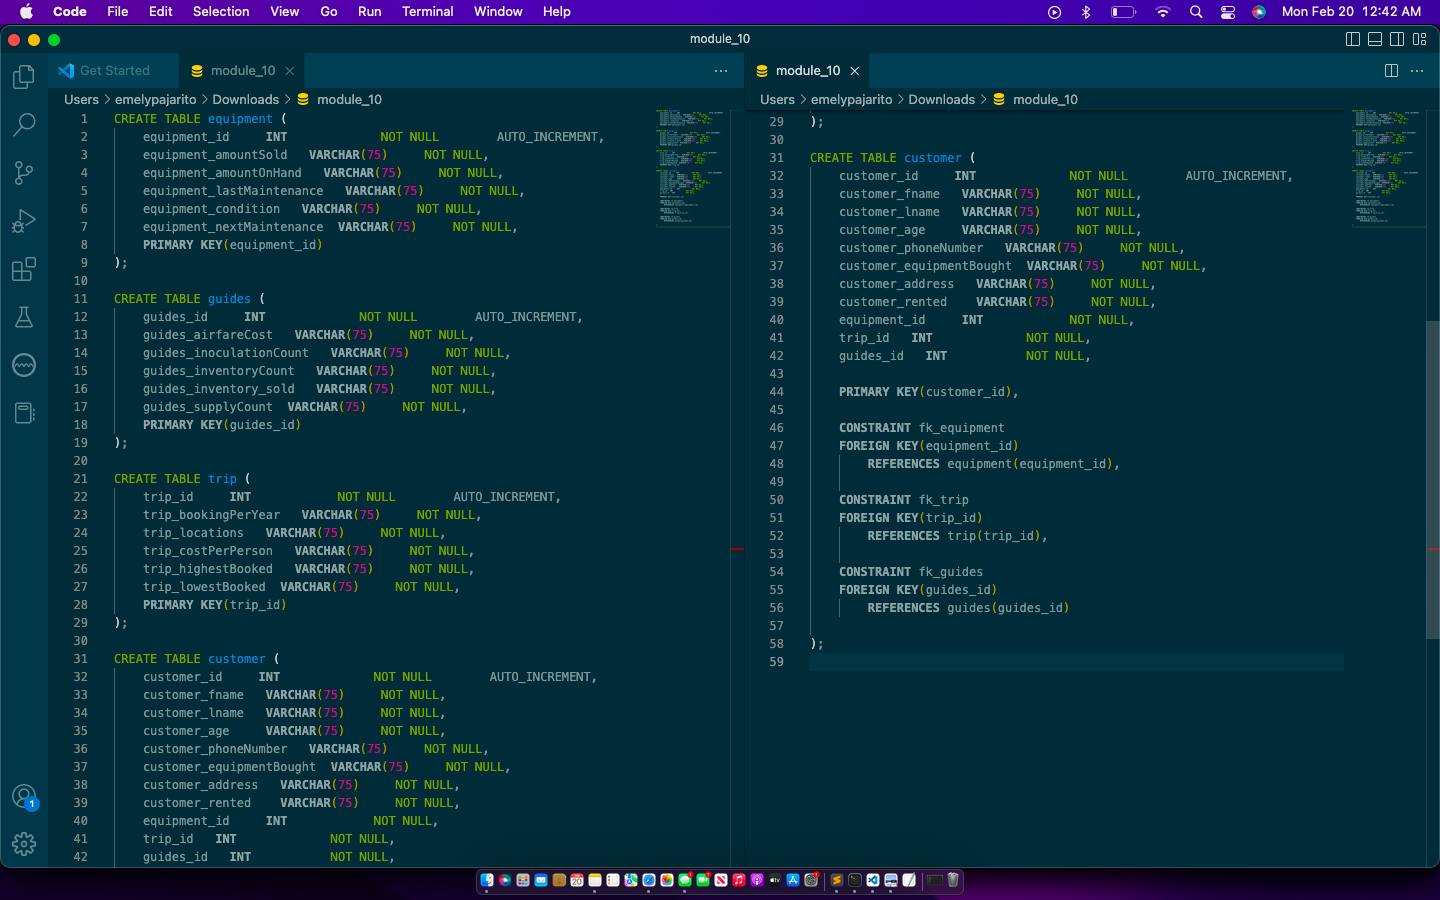 Code File Edit Selection View Go Run Terminal Window Help Mon Feb 20 12:42 AM
module_10
Get Started module_10
Users > emelypajarito > Downloads > module_10
1 CREATE TABLE equipment (
2 equipment_id INT NOT NULL AUTO_INCREMENT,
3 equipment_amountSold VARCHAR(75) NOT NULL,
4 equipment_amountOnHand VARCHAR(75) NOT NULL,
5 equipment_lastMaintenance VARCHAR(75) NOT NULL,
6 equipment_condition VARCHAR(75) NOT NULL,
7 equipment_nextMaintenance VARCHAR(75) NOT NULL,
8 PRIMARY KEY(equipment_id)
9 );
10
11 CREATE TABLE guides (
12 guides_id INT NOT NULL AUTO_INCREMENT,
13 guides_airfareCost VARCHAR(75) NOT NULL,
14 guides_inoculationCount VARCHAR(75) NOT NULL,
15 guides_inventoryCount VARCHAR(75) NOT NULL,
16 guides_inventory_sold VARCHAR(75) NOT NULL,
17 guides_supplyCount VARCHAR(75) NOT NULL,
18 PRIMARY KEY(guides_id)
19 );
20
21 CREATE TABLE trip (
22 trip_id INT NOT NULL AUTO_INCREMENT,
23 trip_bookingPerYear VARCHAR(75) NOT NULL,
24 trip_locations VARCHAR(75) NOT NULL,
25 trip_costPerPerson VARCHAR(75) NOT NULL,
26 trip_highestBooked VARCHAR(75) NOT NULL,
27 trip_lowestBooked VARCHAR(75) NOT NULL,
28 PRIMARY KEY(trip_id)
29 );
30
31 CREATE TABLE customer (
32 customer_id INT NOT NULL AUTO_INCREMENT,
33 customer_fname VARCHAR(75) NOT NULL,
34 customer_lname VARCHAR(75) NOT NULL,
35 customer_age VARCHAR(75) NOT NULL,
36 customer_phoneNumber VARCHAR(75) NOT NULL,
37 customer_equipmentBought VARCHAR(75) NOT NULL,
38 customer_address VARCHAR(75) NOT NULL,
39 customer_rented VARCHAR(75) NOT NULL,
40 equipment_id INT NOT NULL,
41 trip_id INT NOT NULL,
42 guides_id INT NOT NULL,
module_10
Users > emelypajarito > Downloads > module_10
29 );
30
31 CREATE TABLE customer (
32 customer_id INT NOT NULL AUTO_INCREMENT,
33 customer_fname VARCHAR(75) NOT NULL,
34 customer_lname VARCHAR(75) NOT NULL,
35 customer_age VARCHAR(75) NOT NULL,
36 customer_phoneNumber VARCHAR(75) NOT NULL,
37 customer_equipmentBought VARCHAR(75) NOT NULL,
38 customer_address VARCHAR(75) NOT NULL,
39 customer_rented VARCHAR(75) NOT NULL,
40 equipment_id INT NOT NULL,
41 trip_id INT NOT NULL,
42 guides_id INT NOT NULL,
43
44 PRIMARY KEY(customer_id),
45
46 CONSTRAINT fk_equipment
47 FOREIGN KEY(equipment_id)
48 REFERENCES equipment(equipment_id),
49
50 CONSTRAINT fk_trip
51 FOREIGN KEY(trip_id)
52 REFERENCES trip(trip_id),
53
54 CONSTRAINT fk_guides
55 FOREIGN KEY(guides_id)
56 REFERENCES guides(guides_id)
57
58 );
59
1
20